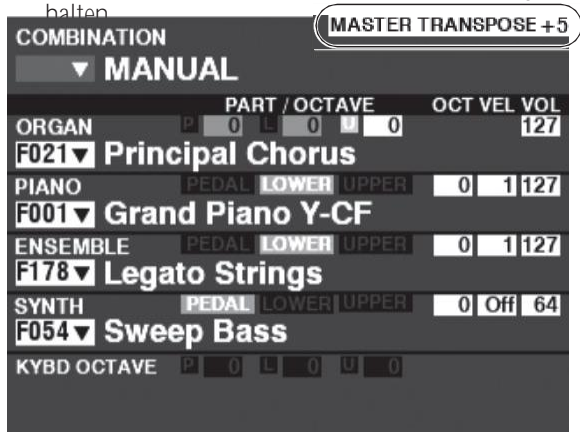 halten
COMBINATION
MASTER TRANSPOSE +5
▼ MANUAL
PART / OCTAVE OCT VEL VOL
ORGAN P 0 L 0 U 0 127
F021▼ Principal Chorus
PIANO PEDAL LOWER UPPER 0 1 127
F001▼ Grand Piano Y-CF
ENSEMBLE PEDAL LOWER UPPER 0 1 127
F178▼ Legato Strings
SYNTH PEDAL LOWER UPPER 0 Off 64
F054▼ Sweep Bass
KYBD OCTAVE P 0 L 0 U 0